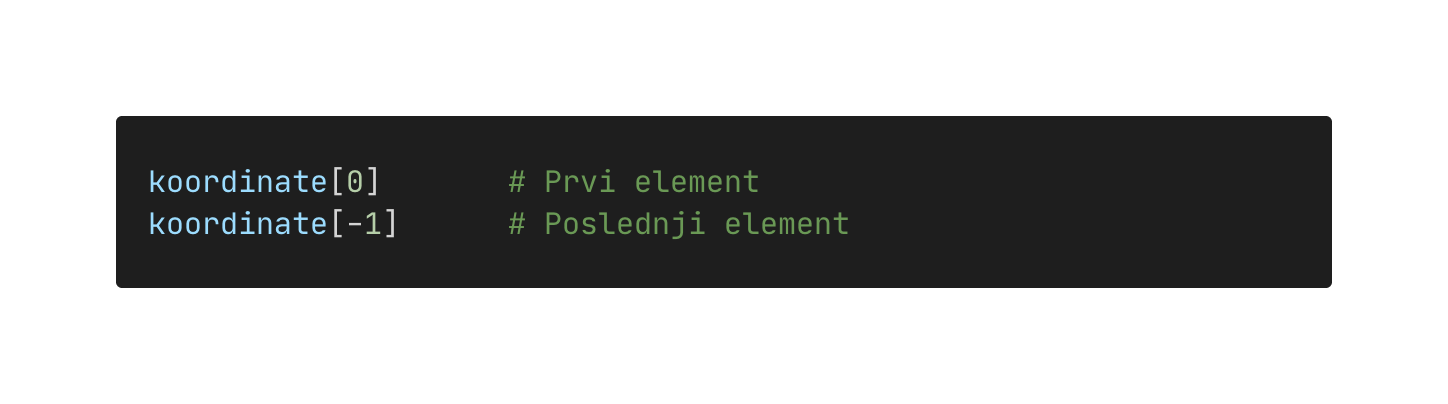 koordinate[0]       # Prvi element
koordinate[-1]      # Poslednji element